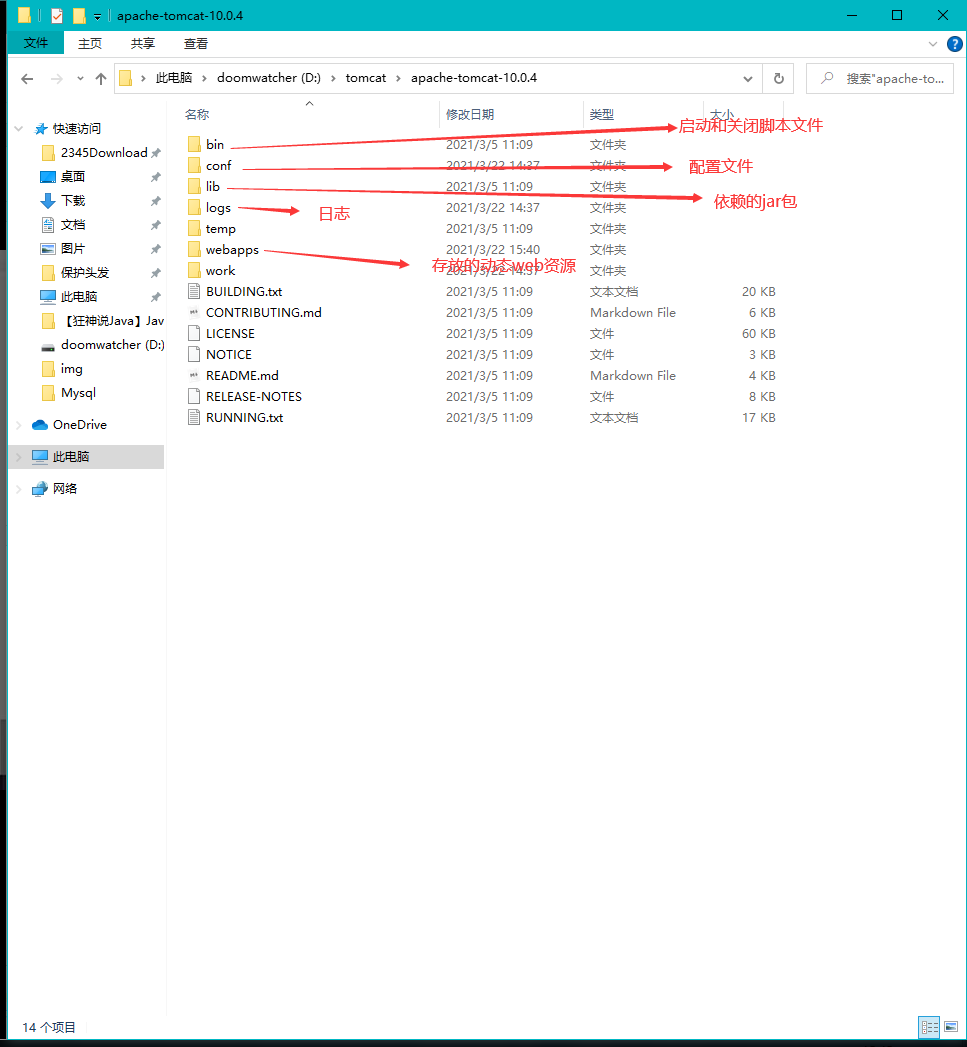 apache-tomcat-10.0.4
文件 主页 共享 查看
此电脑 doomwatcher (D:) tomcat apache-tomcat-10.0.4 搜索"apache-to...
名称 修改日期 类型 大小
快速访问
2345Download
桌面
下载
文档
图片
保护头发
此电脑
【狂神说Java】Jav
doomwatcher (D:)
img
Mysql
OneDrive
此电脑
网络
bin 2021/3/5 11:09 文件夹 启动和关闭脚本文件
conf 2021/3/22 14:37 文件夹 配置文件
lib 2021/3/5 11:09 文件夹 依赖的jar包
logs 日志 2021/3/22 14:37 文件夹
temp 2021/3/5 11:09 文件夹
webapps 2021/3/22 15:40 文件夹 存放的动态web资源
work 2021/3/22 14:37 文件夹
BUILDING.txt 2021/3/5 11:09 文本文档 20 KB
CONTRIBUTING.md 2021/3/5 11:09 Markdown File 6 KB
LICENSE 2021/3/5 11:09 文件 60 KB
NOTICE 2021/3/5 11:09 文件 3 KB
README.md 2021/3/5 11:09 Markdown File 4 KB
RELEASE-NOTES 2021/3/5 11:09 文件 8 KB
RUNNING.txt 2021/3/5 11:09 文本文档 17 KB
14 个项目